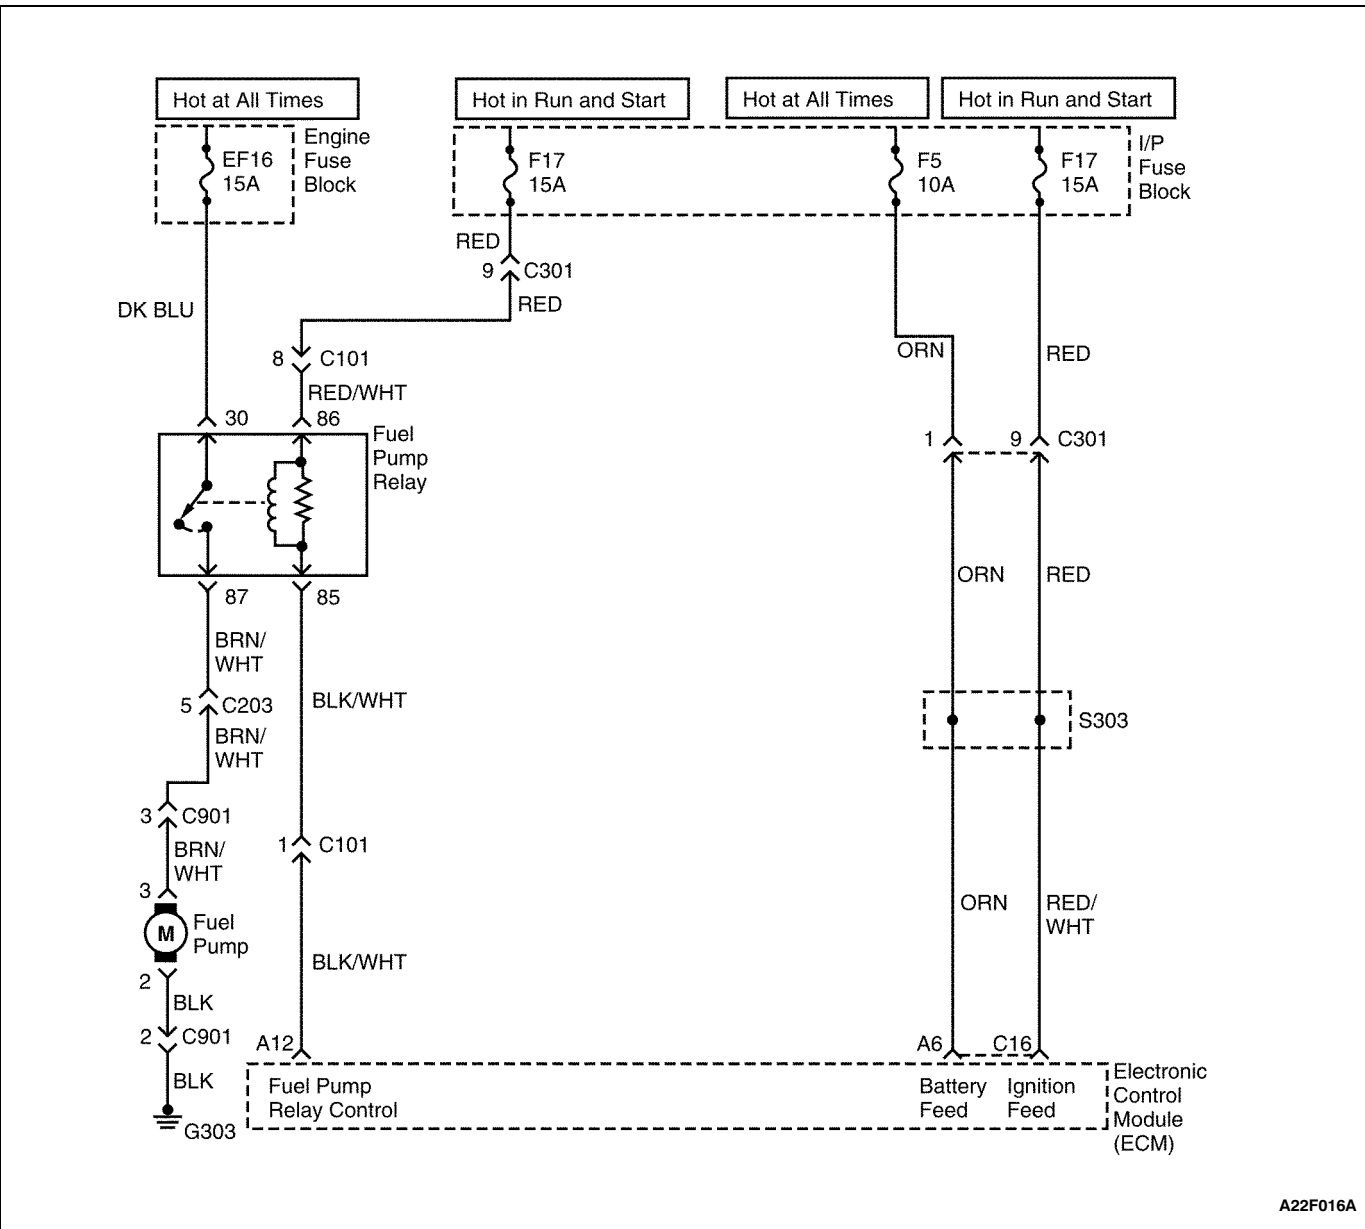 Hot at All Times
Hot in Run and Start
Hot at All Times
Hot in Run and Start
Engine
Fuse
Block
EF16
15A
F17
15A
F5
10A
F17
15A
I/P
Fuse
Block
RED
9 C301
RED
DK BLU
8 C101
RED/WHT
ORN
RED
30
86
Fuel
Pump
Relay
1
9 C301
87
85
ORN
RED
BRN/
WHT
5 C203
BRN/
WHT
BLK/WHT
S303
3 C901
BRN/
WHT
3
1 C101
M
Fuel
Pump
ORN
RED/
WHT
2
BLK
BLK/WHT
2 C901
BLK
G303
A12
A6
C16
Fuel Pump
Relay Control
Battery
Feed
Ignition
Feed
Electronic
Control
Module
(ECM)
A22F016A